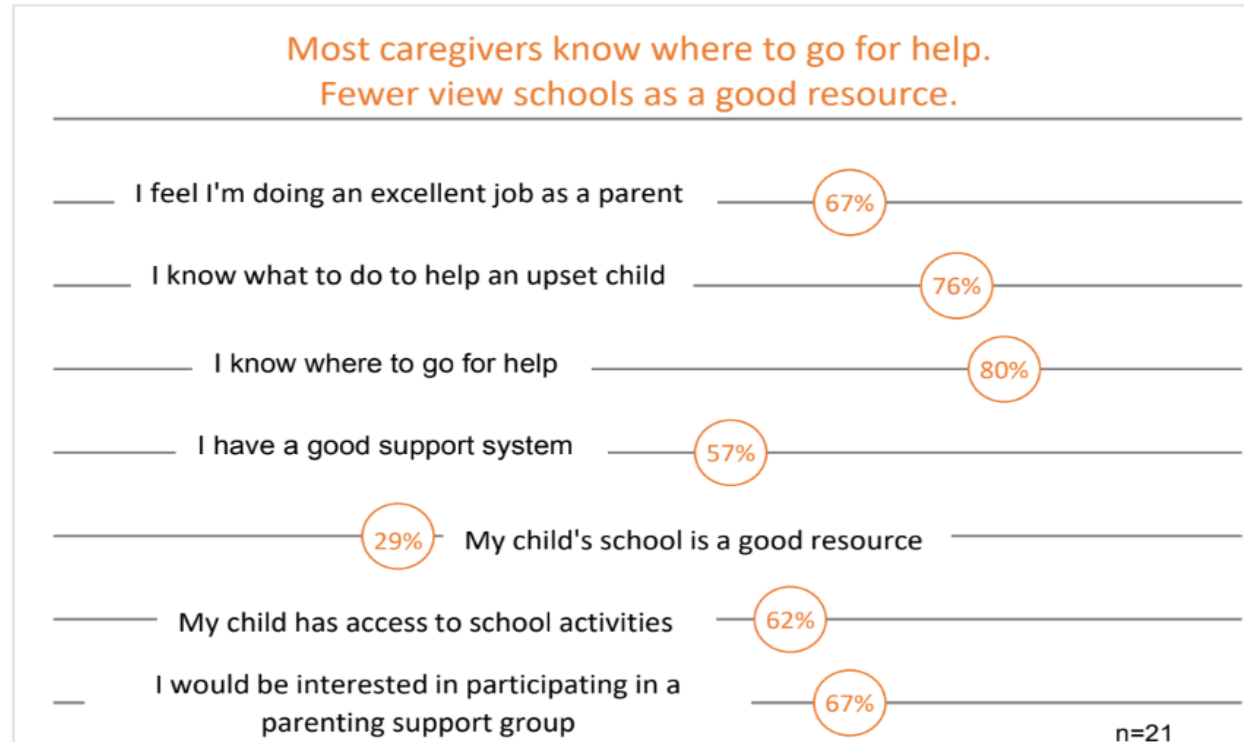 Most caregivers know where to go for help.
Fewer view schools as a good resource.
I feel I'm doing an excellent job as a parent 67%
I know what to do to help an upset child 76%
I know where to go for help 80%
I have a good support system 57%
29% My child's school is a good resource
My child has access to school activities 62%
I would be interested in participating in a
parenting support group 67%
n=21